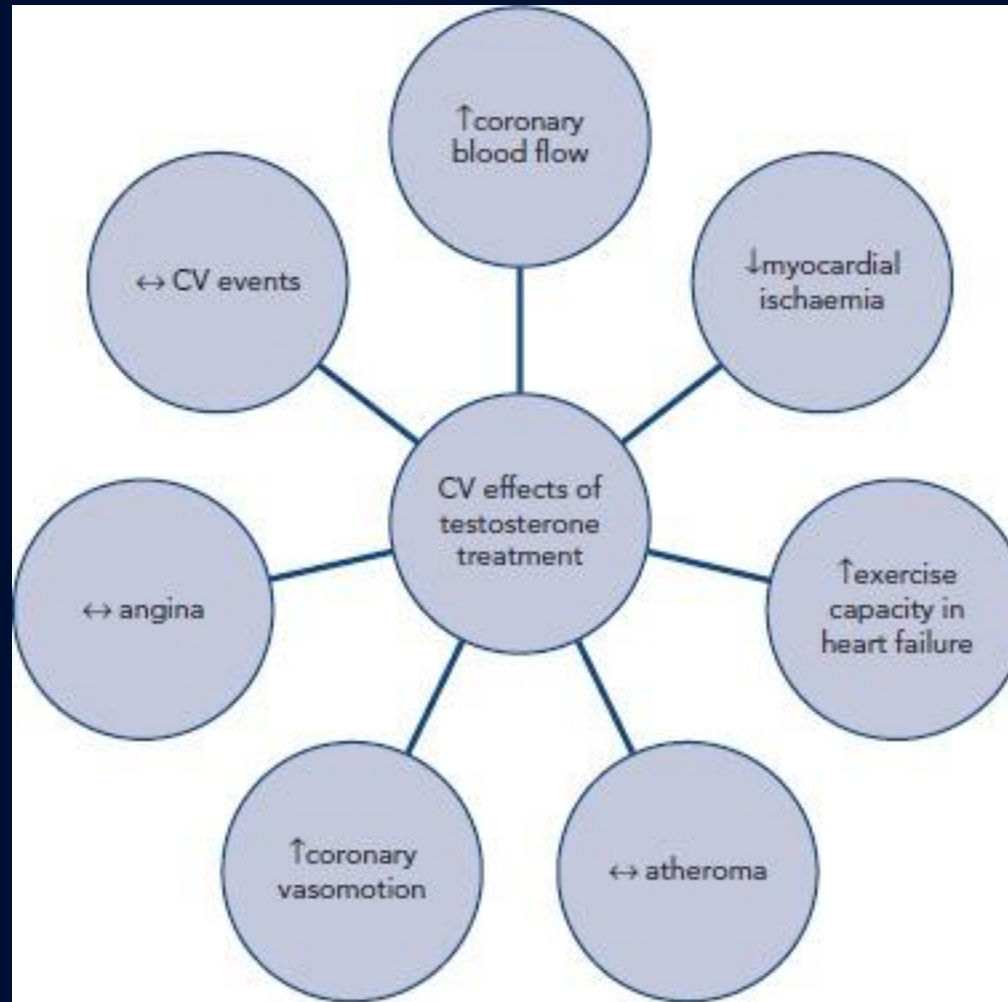 ↑coronary
blood flow
↓myocardial
ischaemia
↑exercise
capacity in
heart failure
↔ atheroma
↑coronary
vasomotion
↔ angina
↔ CV events
CV effects of
testosterone
treatment